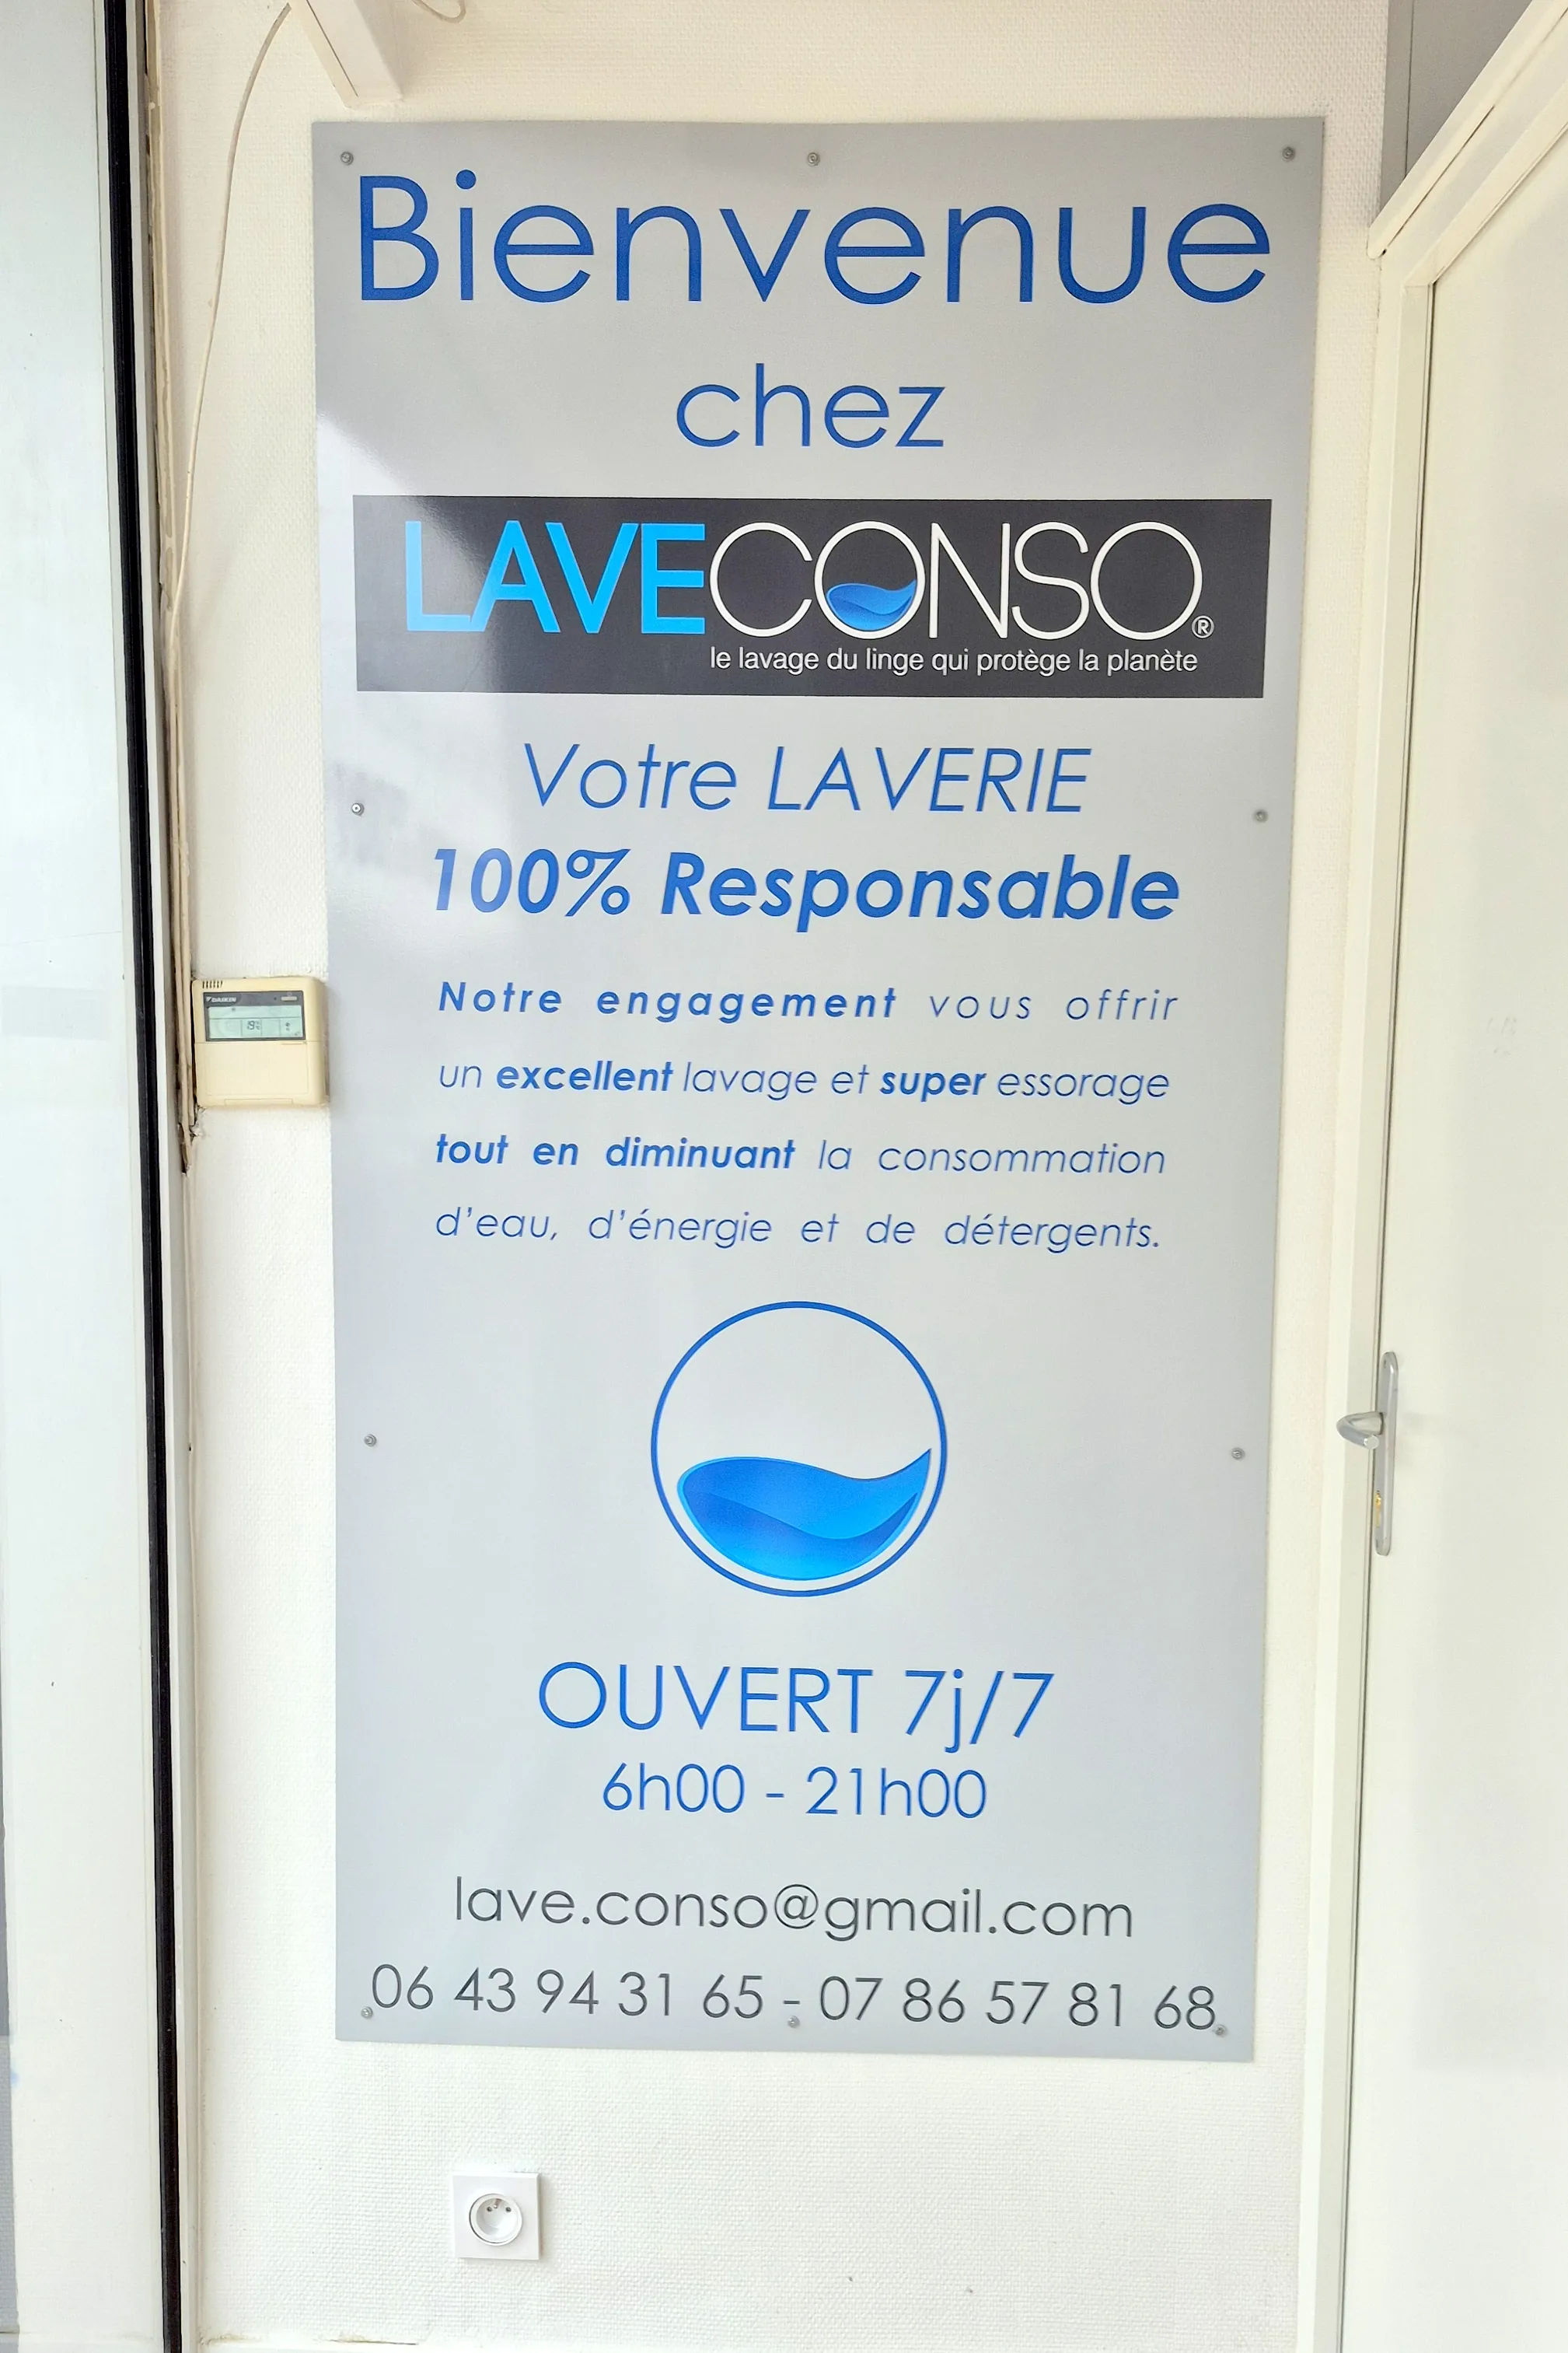 Bienvenue
chez
LAVECONSO®
le lavage du linge qui protège la planète
Votre LAVERIE
100% Responsable
Notre engagement vous offrir
un excellent lavage et super essorage
tout en diminuant la consommation
d'eau, d'énergie et de détergents.
DAIKIN
OUVERT 7j/7
6h00 - 21h00
lave.conso@gmail.com
06 43 94 31 65 - 07 86 57 81 68